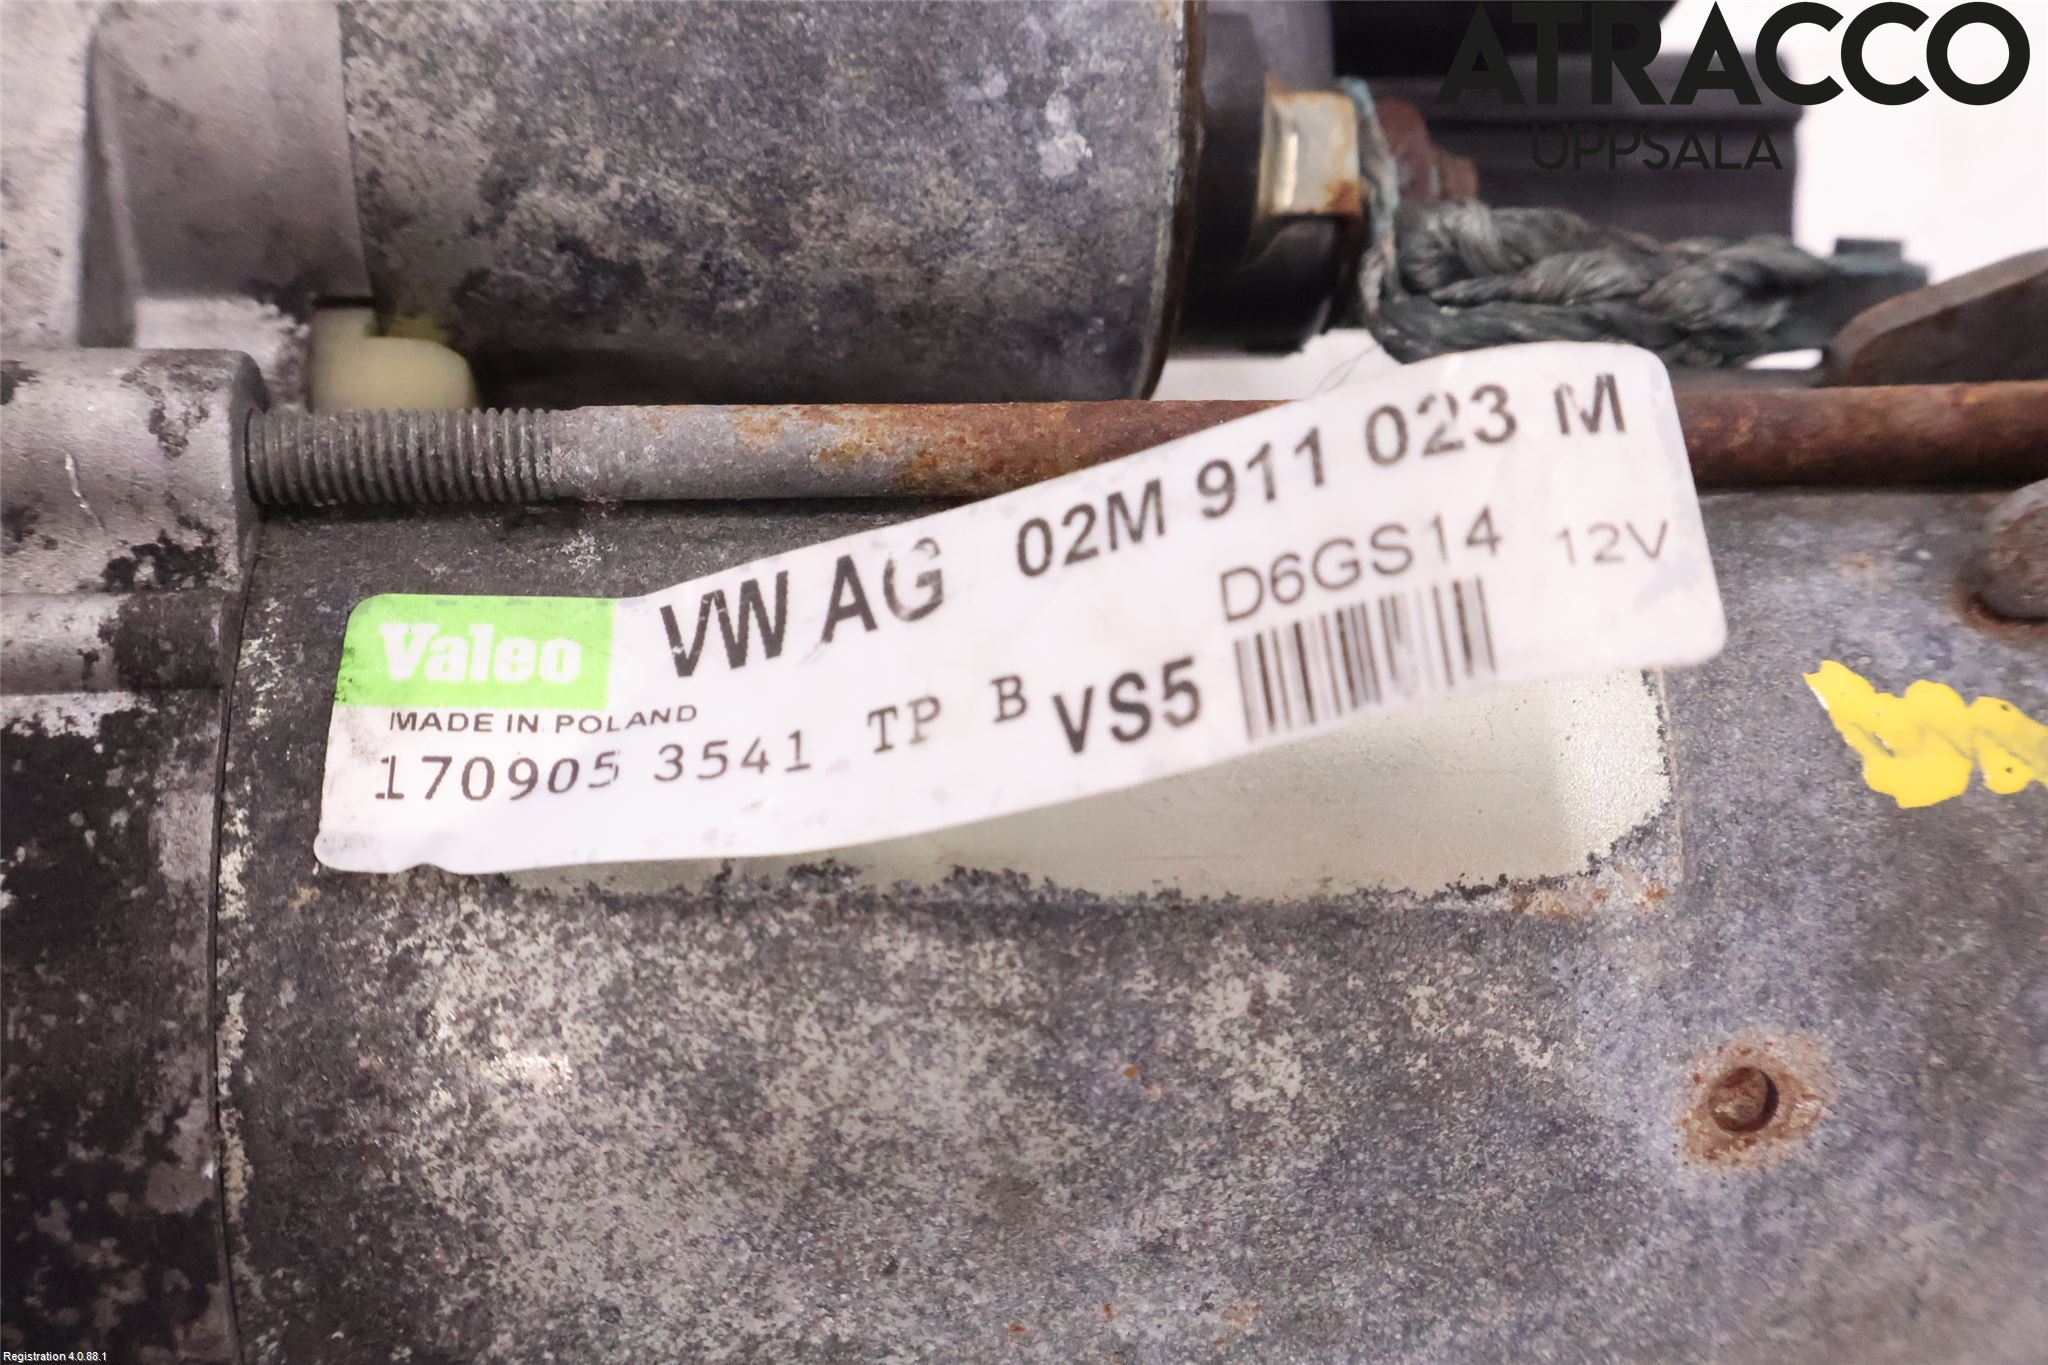 ATRACCO
UPPSALA
Valeo
VW AG 02M 911 023 M
D6GS14 12V
MADE IN POLAND
170905 3541 TP B VS5
Registration 4.0.88.1